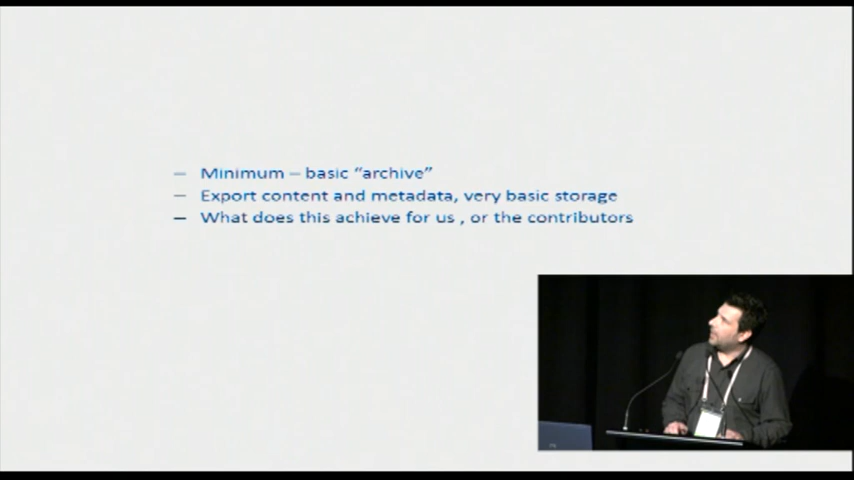 – Minimum – basic “archive”
– Export content and metadata, very basic storage
– What does this achieve for us , or the contributors